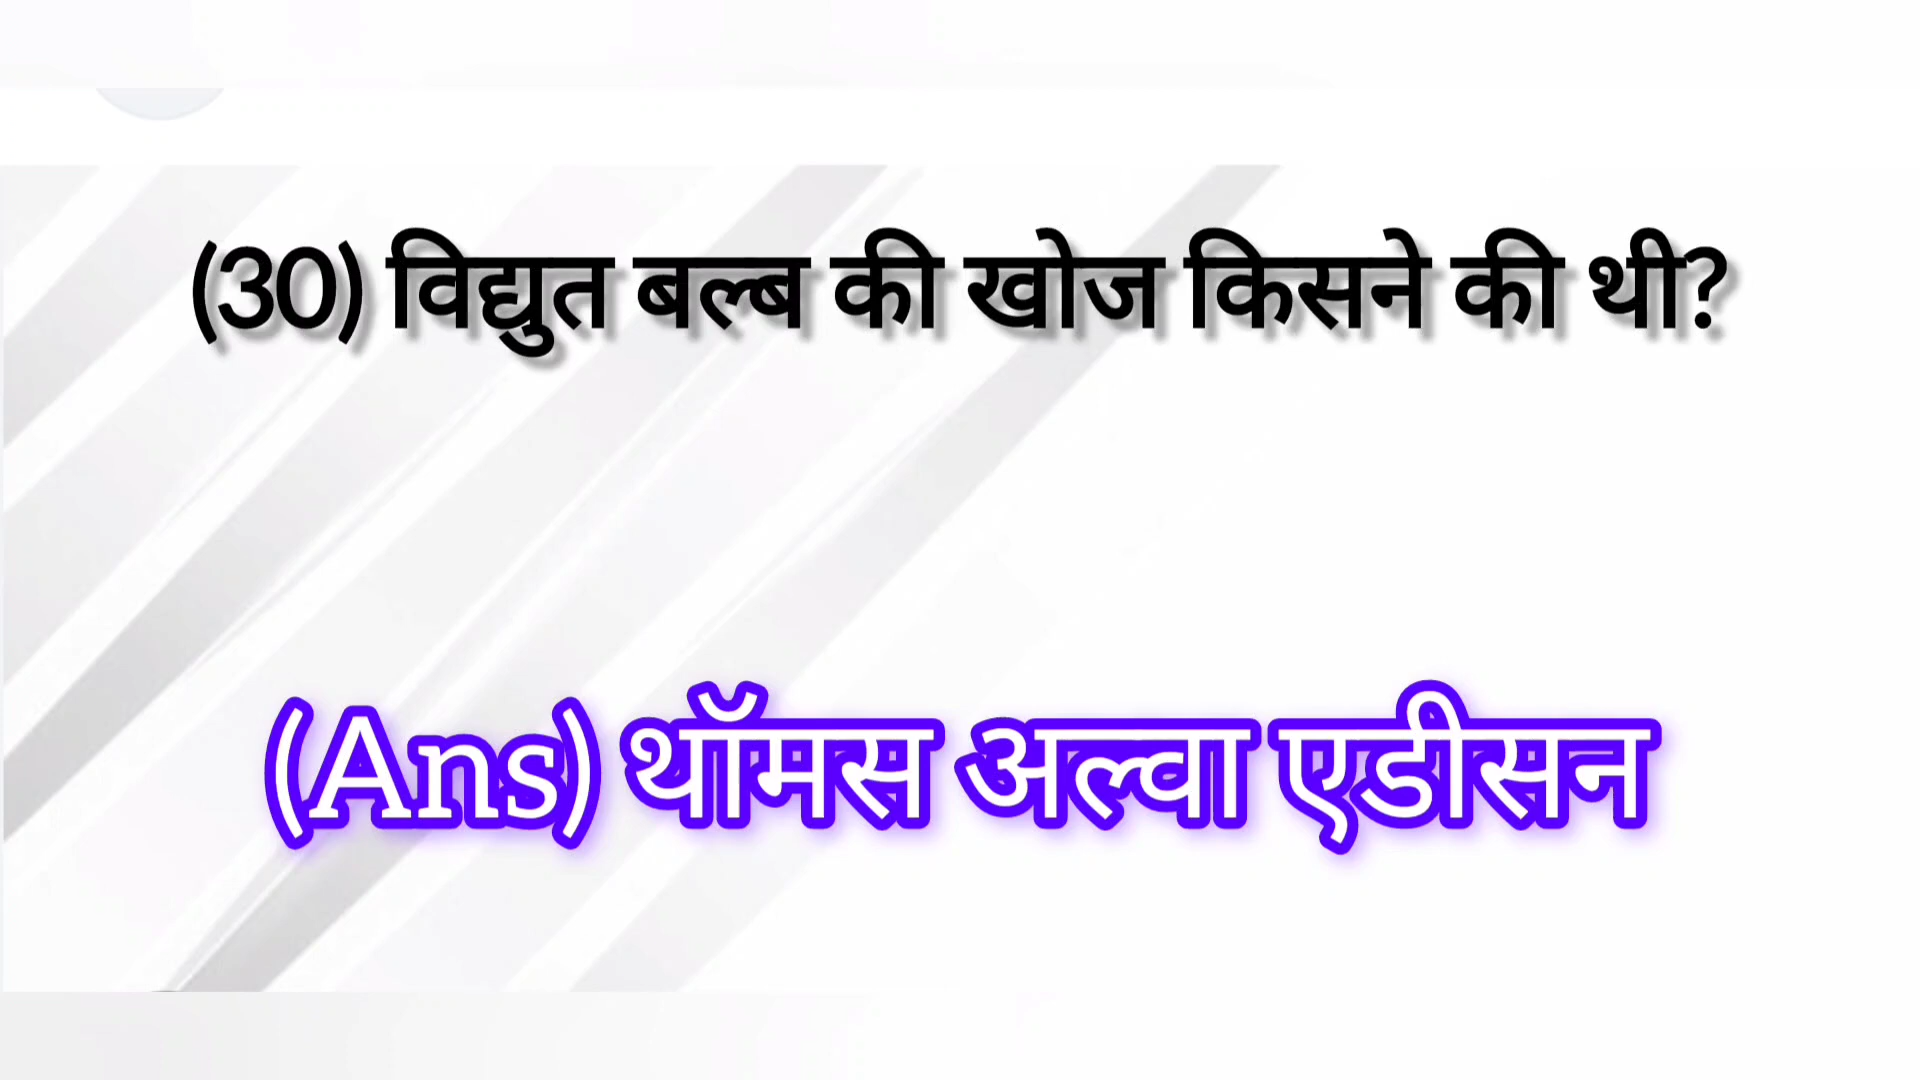 (30) विद्युत बल्ब की खोज किसने की थी?
(Ans) थॉमस अल्वा एडीसन